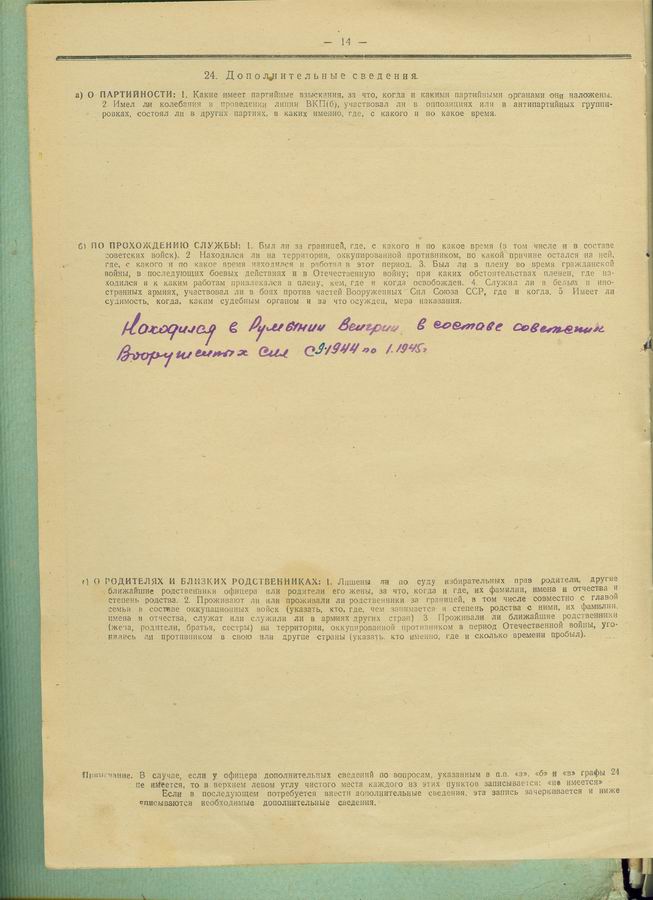 — 14 —
24. Дополнительные сведения.
а) О ПАРТИЙНОСТИ: 1. Какие имеет партийные взыскания, за что, когда и какими партийными органами они наложены.
2. Имел ли колебания в проведении линии ВКП(б), участвовал ли в оппозициях или в антипартийных группи-
ровках, состоял ли в других партиях, в каких именно, где, с какого и по какое время.
б) ПО ПРОХОЖДЕНИЮ СЛУЖБЫ: 1. Был ли за границей, где, с какого и по какое время (в том числе и в составе
советских войск). 2 Находился ли на территории, оккупированной противником, по какой причине остался на ней,
где, с какого и по какое время находился и работал в этот период. 3. Был ли в плену во время гражданской
войны, в последующих боевых действиях и в Отечественную войну; при каких обстоятельствах пленен, где на-
ходился и к каким работам привлекался в плену, кем, где и когда освобожден. 4. Служил ли в белых и ино-
странных армиях, участвовал ли в боях против частей Вооруженных Сил Союза ССР, где и когда. 5 Имеет ли
судимость, когда, каким судебным органом и за что осужден, мера наказания.
Находился в Румынии Венгрии в составе советских
Вооруженных сил с 9.1944 по 1.1945г
в) О РОДИТЕЛЯХ И БЛИЗКИХ РОДСТВЕННИКАХ: 1. Лишены ли по суду избирательных прав родители, другие
ближайшие родственники офицера или родители его жены, за что, когда и где, их фамилии, имена и отчества и
степень родства. 2. Проживают ли или проживали ли родственники за границей, в том числе совместно с главой
семьи в составе оккупационных войск (указать, кто, где, чем занимается и степень родства с ними, их фамилии,
имена и отчества, служат или служили ли в армиях других стран) 3 Проживали ли ближайшие родственники
(жена, родители, братья, сестры) на территории, оккупированной противником в период Отечественной войны, уго-
нялись ли противником в свою или другие страны (указать, кто именно, где и сколько времени пробыл).
Примечание. В случае, если у офицера дополнительных сведений по вопросам, указанным в п.п. «а», «б» и «в» графы 24
не имеется, то в верхнем левом углу чистого места каждого из этих пунктов записывается: «не имеется»
Если в последующем потребуется внести дополнительные сведения, эта запись зачеркивается и ниже
вписываются необходимые дополнительные сведения.